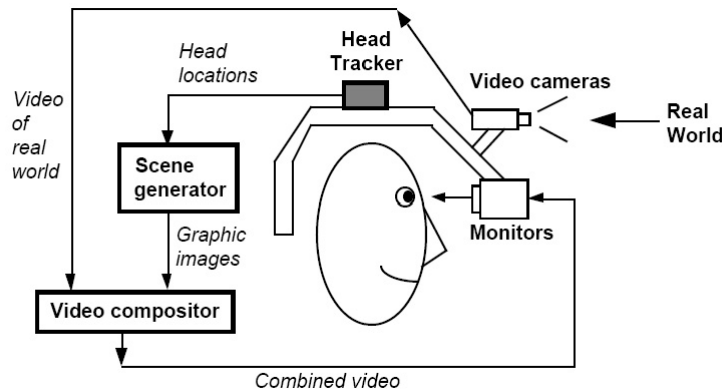 Head
Tracker
Head
locations
Video cameras
Video
of
real
world
Real
World
Scene
generator
Graphic
images
Monitors
Video compositor
Combined video